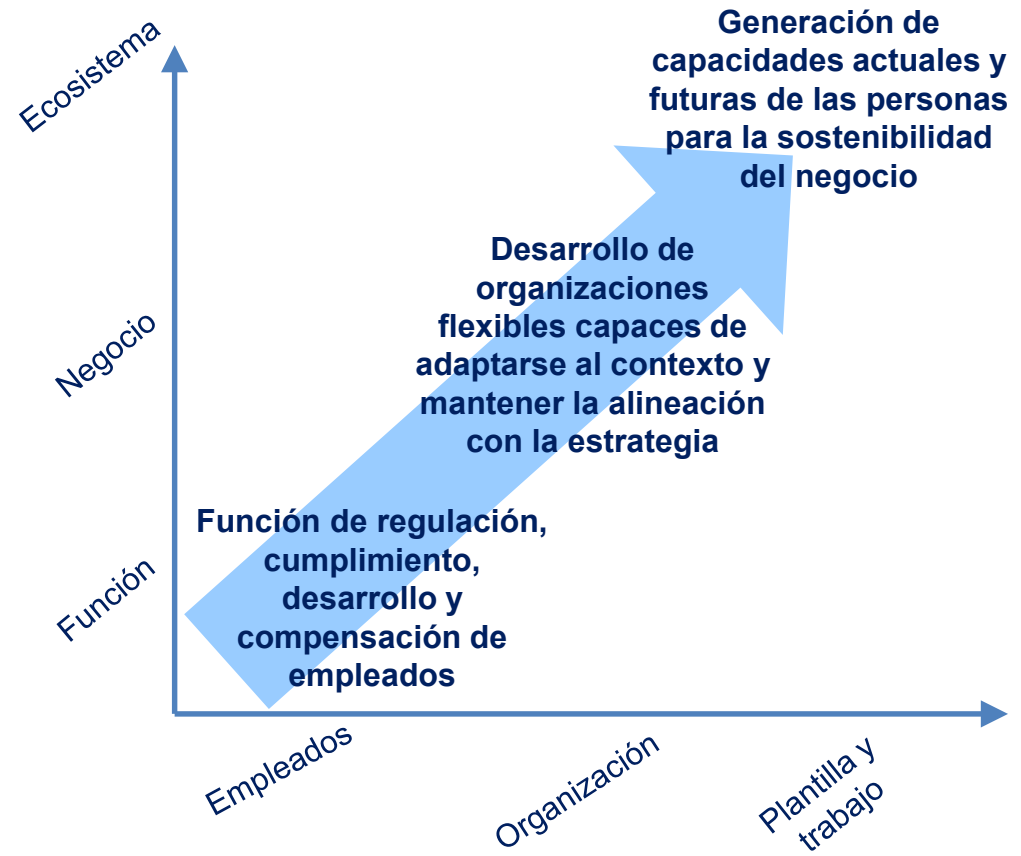 Ecosistema
Generación de
capacidades actuales y
futuras de las personas
para la sostenibilidad
del negocio
Negocio
Desarrollo de
organizaciones
flexibles capaces de
adaptarse al contexto y
mantener la alineación
con la estrategia
Función
Función de regulación,
cumplimiento,
desarrollo y
compensación de
empleados
Empleados
Organización
Plantilla y
trabajo